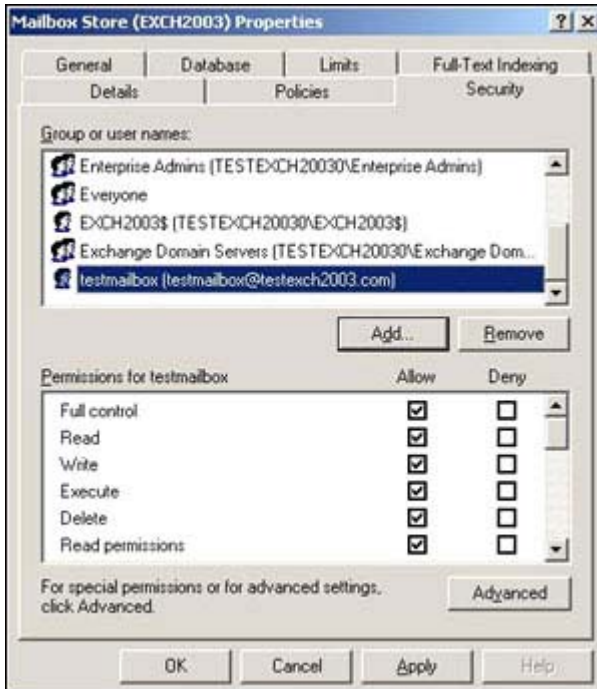 Mailbox Store (EXCH2003) Properties
General Database Limits Full-Text Indexing
Details Policies Security
Group or user names:
Enterprise Admins (TESTEXCH20030\Enterprise Admins)
Everyone
EXCH2003$ (TESTEXCH20030\EXCH2003$)
Exchange Domain Servers (TESTEXCH20030\Exchange Dom...
testmailbox (testmailbox@testexch2003.com)
Add... Remove
Permissions for testmailbox Allow Deny
Full control
Read
Write
Execute
Delete
Read permissions
For special permissions or for advanced settings,
click Advanced.
Advanced
OK Cancel Apply Help